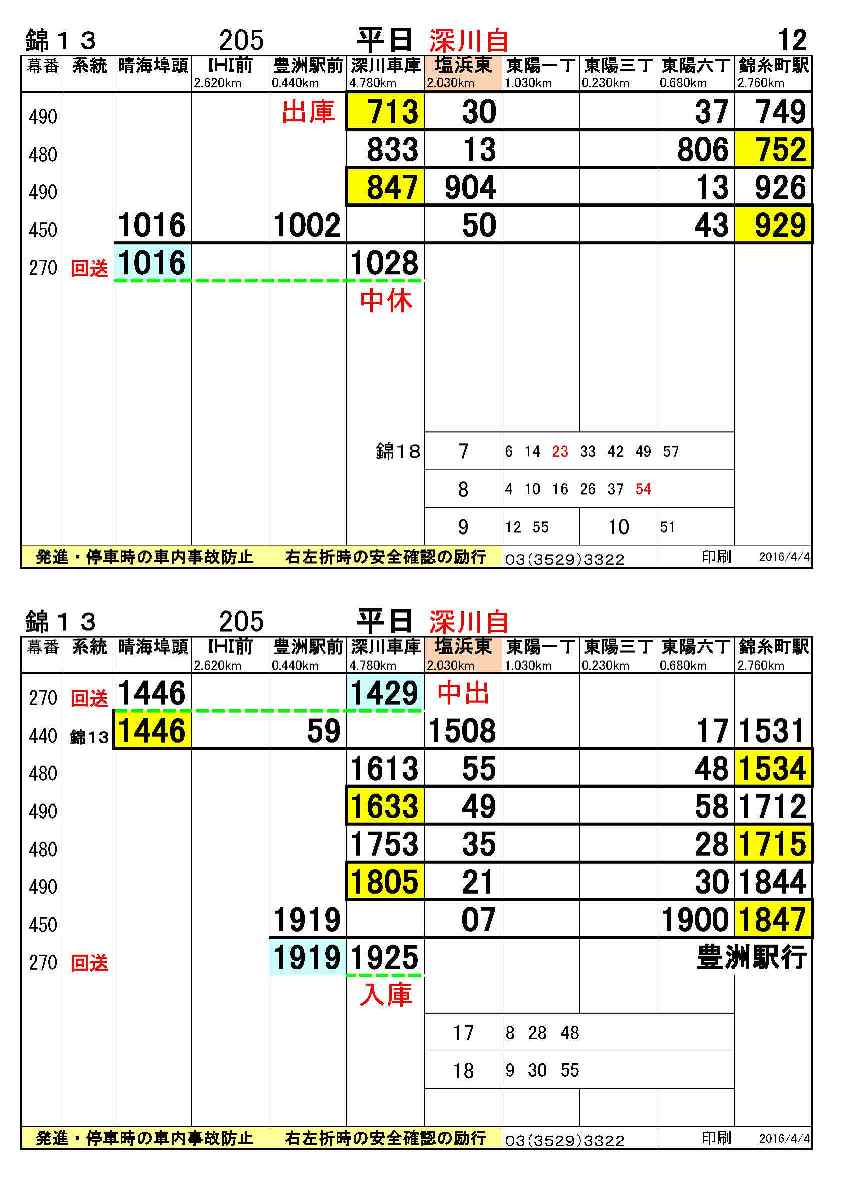 錦13 205 平日 深川自 12
幕番 系統 晴海埠頭 IHI前 豊洲駅前 深川車庫 塩浜東 東陽一丁 東陽三丁 東陽六丁 錦糸町駅
2.620km 0.440km 4.780km 2.030km 1.030km 0.230km 0.680km 2.760km
490 出庫 713 30 37 749
480 833 13 806 752
490 847 904 13 926
450 1016 1002 50 43 929
270 回送 1016 1028
中休
錦18 7 6 14 23 33 42 49 57
8 4 10 16 26 37 54
9 12 55 10 51
発進・停車時の車内事故防止 右左折時の安全確認の励行 03(3529)3322 印刷 2016/4/4
錦13 205 平日 深川自
幕番 系統 晴海埠頭 IHI前 豊洲駅前 深川車庫 塩浜東 東陽一丁 東陽三丁 東陽六丁 錦糸町駅
2.620km 0.440km 4.780km 2.030km 1.030km 0.230km 0.680km 2.760km
270 回送 1446 1429 中出
440 錦13 1446 59 1508 17 1531
480 1613 55 48 1534
490 1633 49 58 1712
480 1753 35 28 1715
490 1805 21 30 1844
450 1919 07 1900 1847
270 回送 1919 1925 豊洲駅行
入庫
17 8 28 48
18 9 30 55
発進・停車時の車内事故防止 右左折時の安全確認の励行 03(3529)3322 印刷 2016/4/4